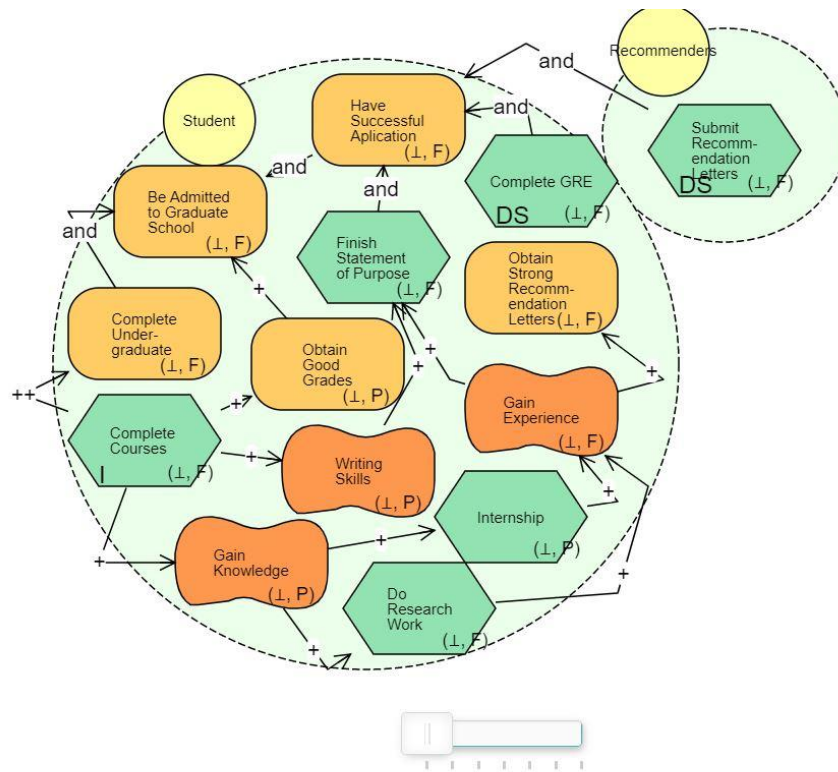 Student
Recommenders
and
Have
Successful
Aplication
(⊥, F)
and
Submit
Recomm-
endation
Letters
DS
(⊥, F)
and
Be Admitted
to Graduate
School
(⊥, F)
and
Complete GRE
DS
(⊥, F)
and
Finish
Statement
of Purpose
(⊥, F)
Obtain
Strong
Recomm-
endation
Letters
(⊥, F)
+
Complete
Under-
graduate
(⊥, F)
Obtain
Good
Grades
(⊥, P)
+
+
+
Gain
Experience
(⊥, F)
++
+
Complete
Courses
I
(⊥, F)
+
Writing
Skills
(⊥, P)
+
Internship
(⊥, P)
+
Gain
Knowledge
(⊥, P)
+
+
Do
Research
Work
(⊥, F)
+
+